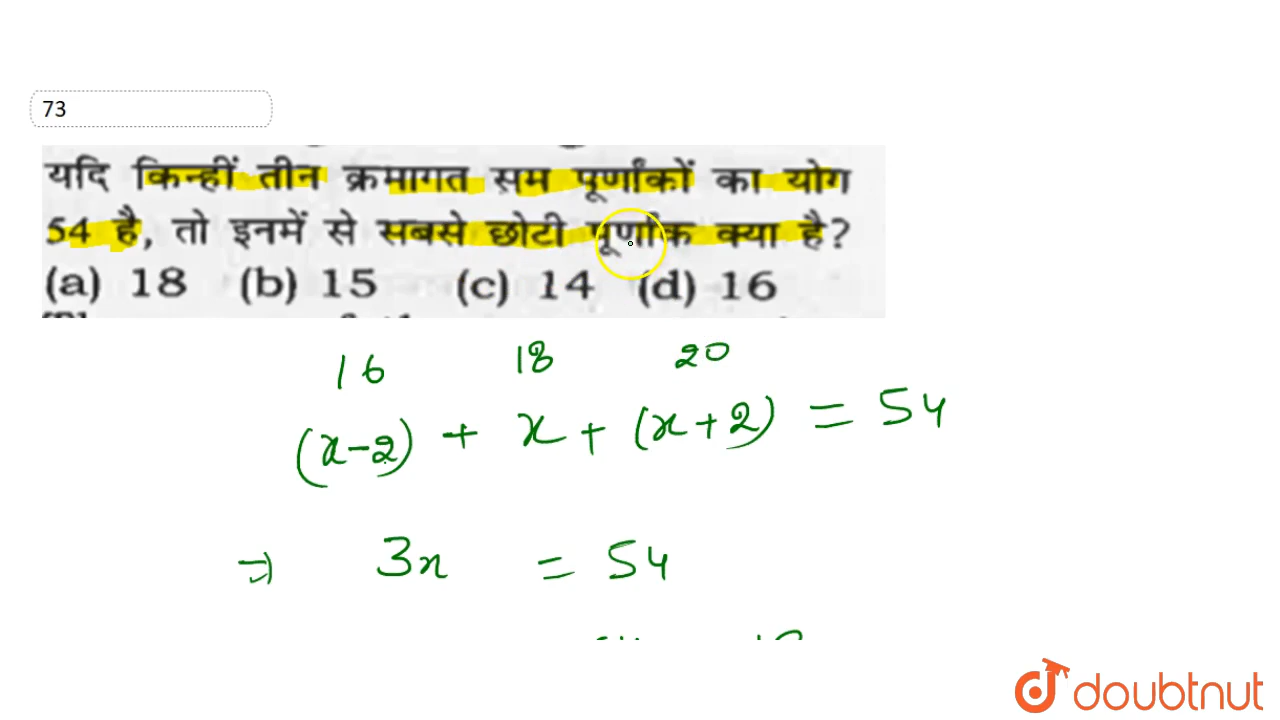 73
यदि किन्हीं तीन क्रमागत सम पूर्णांकों का योग
54 है, तो इनमें से सबसे छोटी पूर्णांक क्या है?
(a) 18 (b) 15 (c) 14 (d) 16
16 18 20
(x-2) + x + (x+2) = 54
⇒ 3x = 54
doubtnut